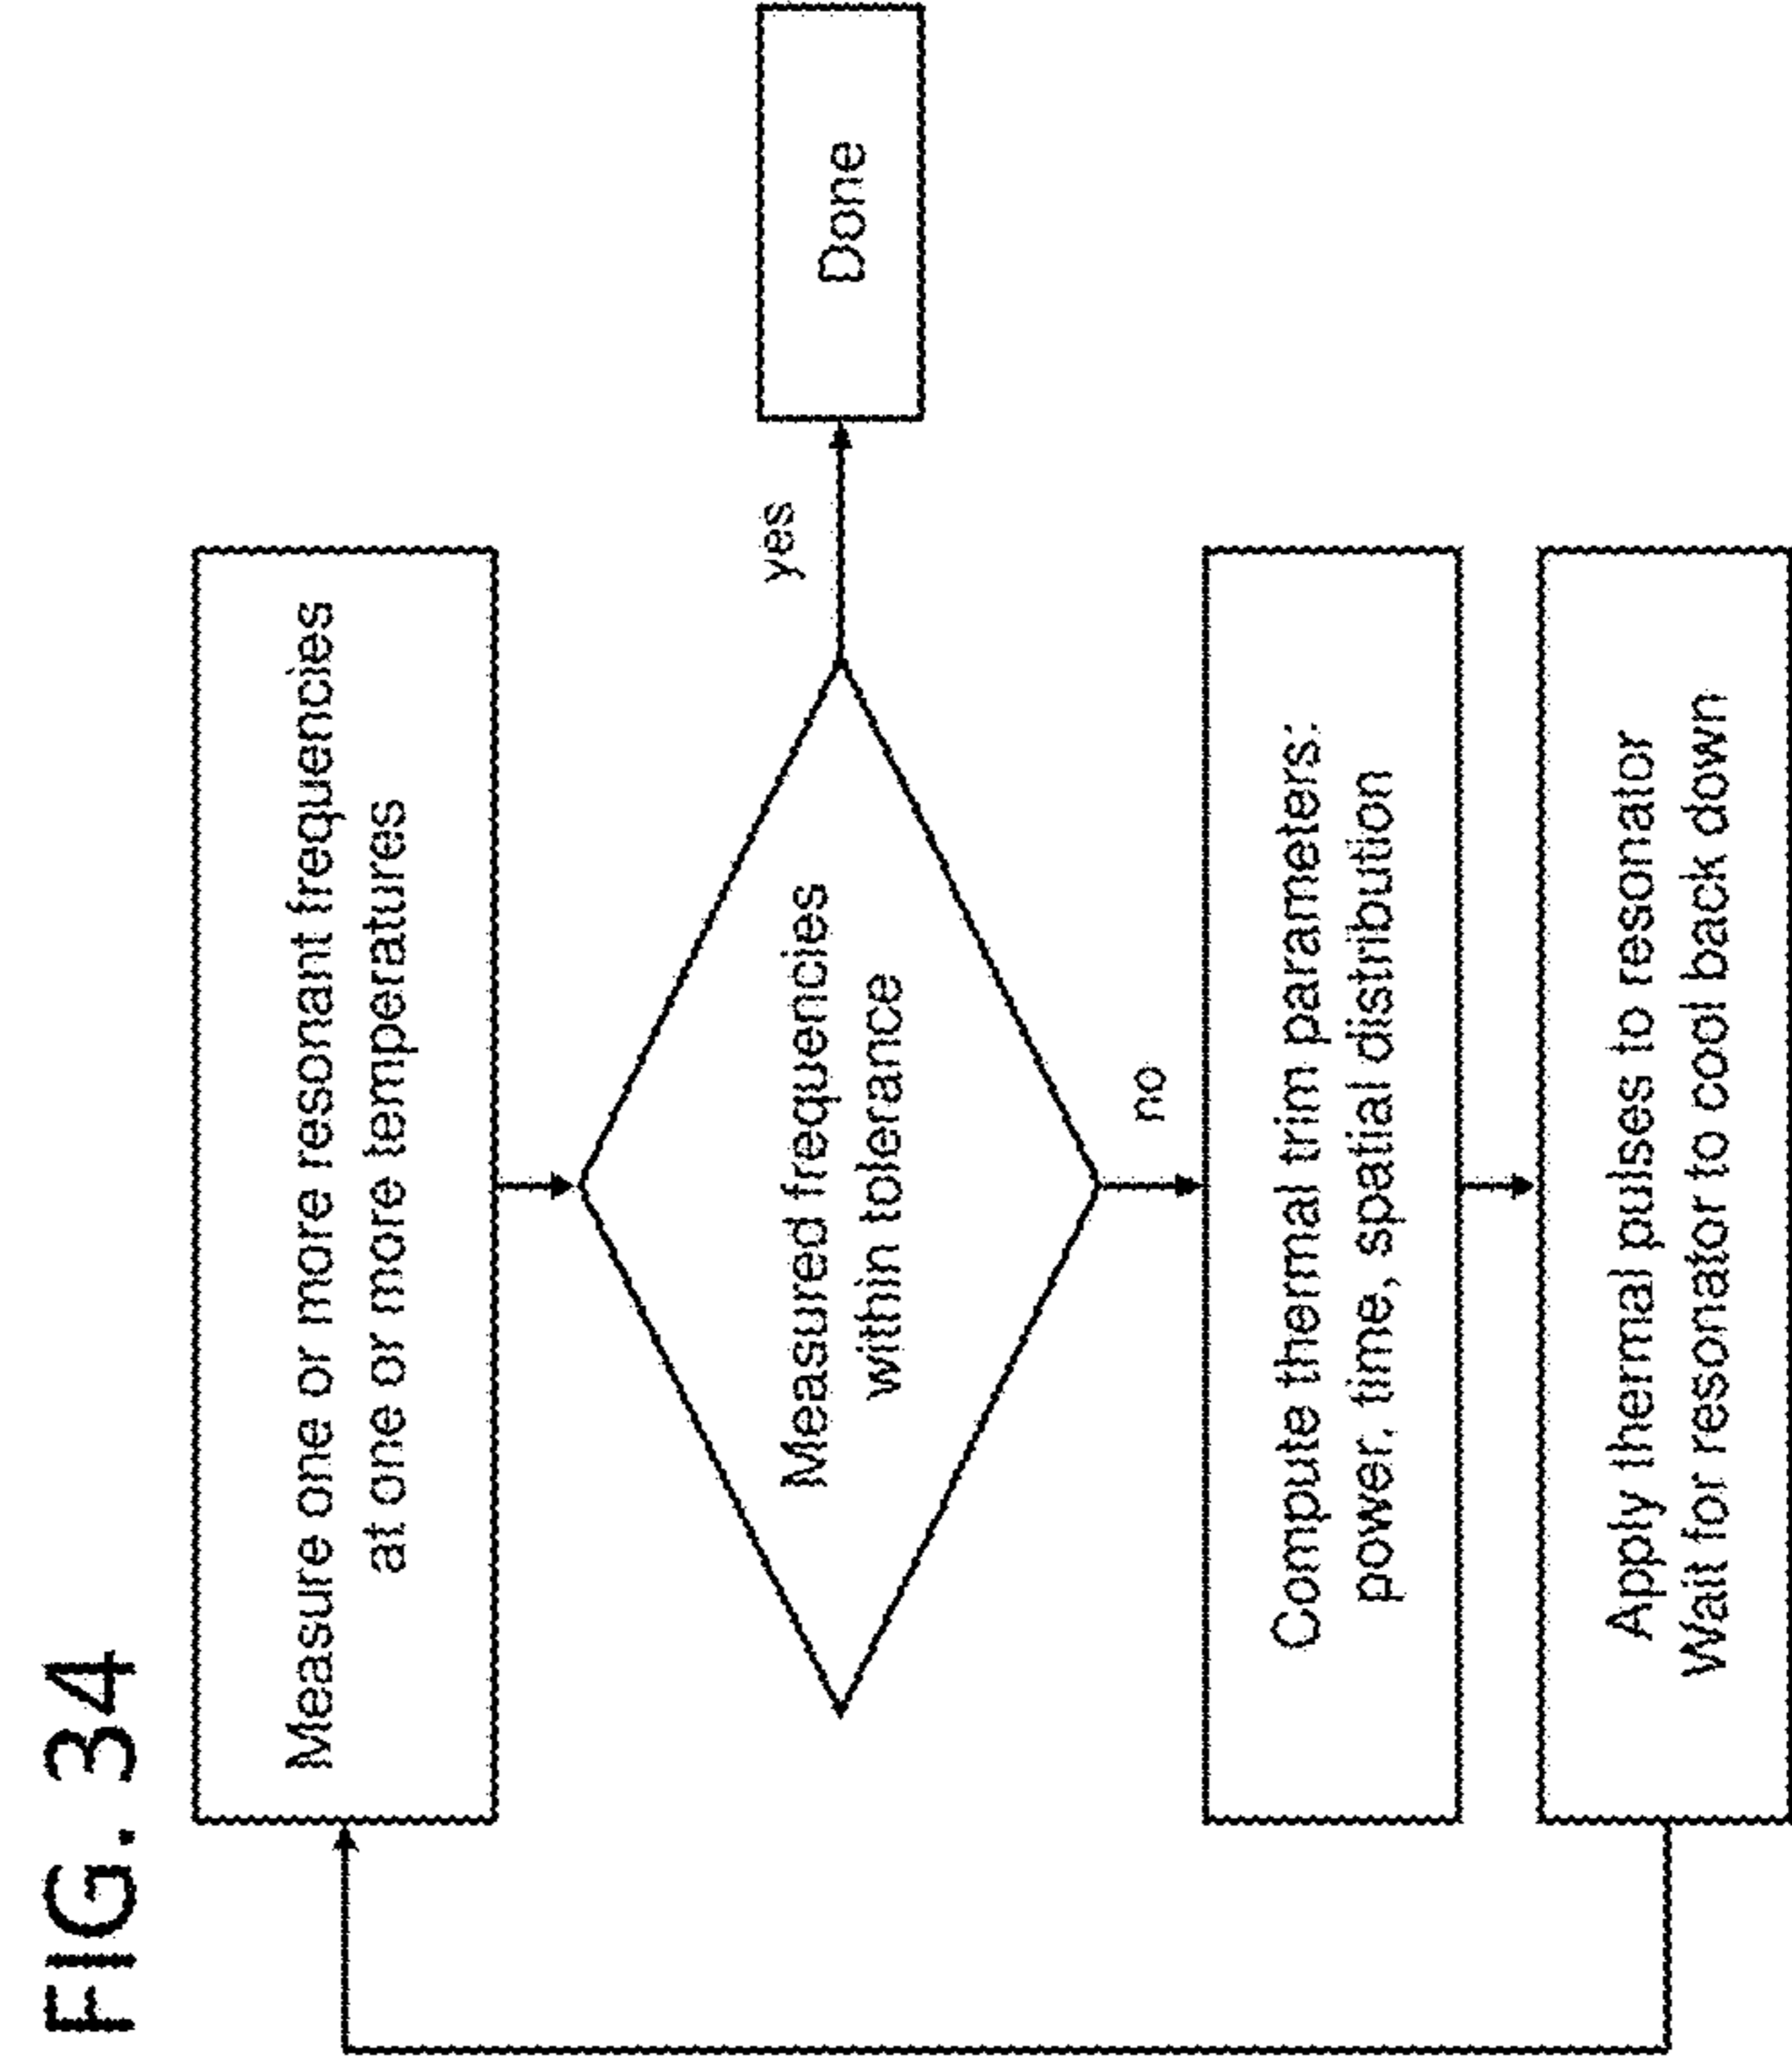 FIG. 34
Measure one or more resonant frequencies
at one or more temperatures
Measured frequencies
within tolerance
yes
Done
no
Compute thermal trim parameters:
power, time, spatial distribution
Apply thermal pulses to resonator
Wait for resonator to cool back down